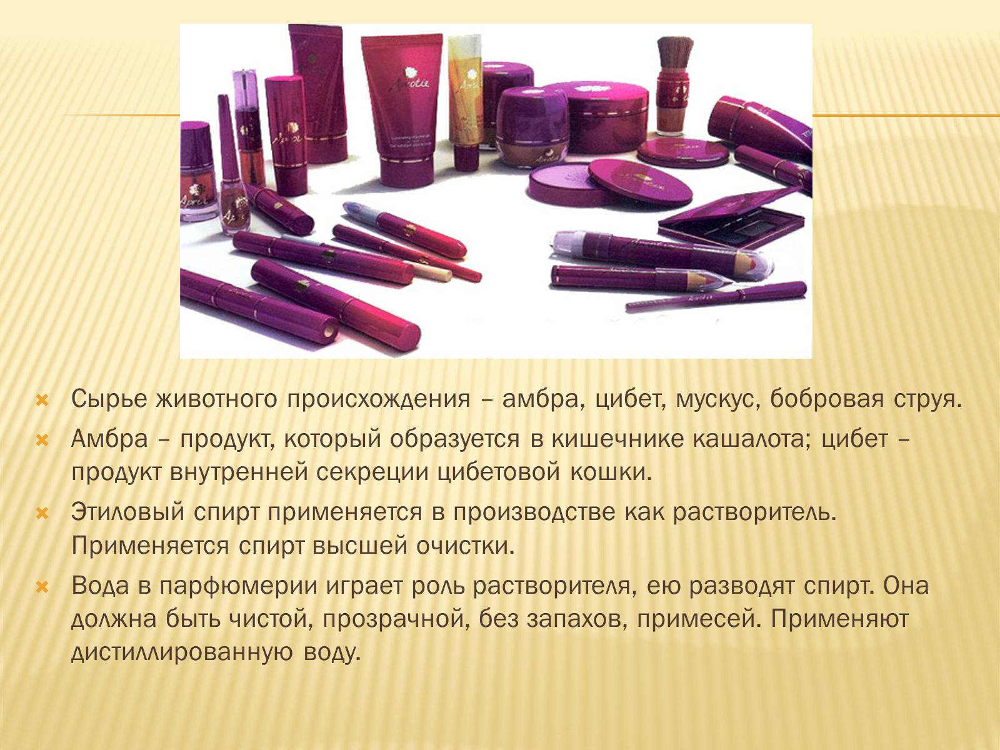 Aprotie
Сырье животного происхождения – амбра, цибет, мускус, бобровая струя.
Амбра – продукт, который образуется в кишечнике кашалота; цибет –
продукт внутренней секреции цибетовой кошки.
Этиловый спирт применяется в производстве как растворитель.
Применяется спирт высшей очистки.
Вода в парфюмерии играет роль растворителя, ею разводят спирт. Она
должна быть чистой, прозрачной, без запахов, примесей. Применяют
дистиллированную воду.